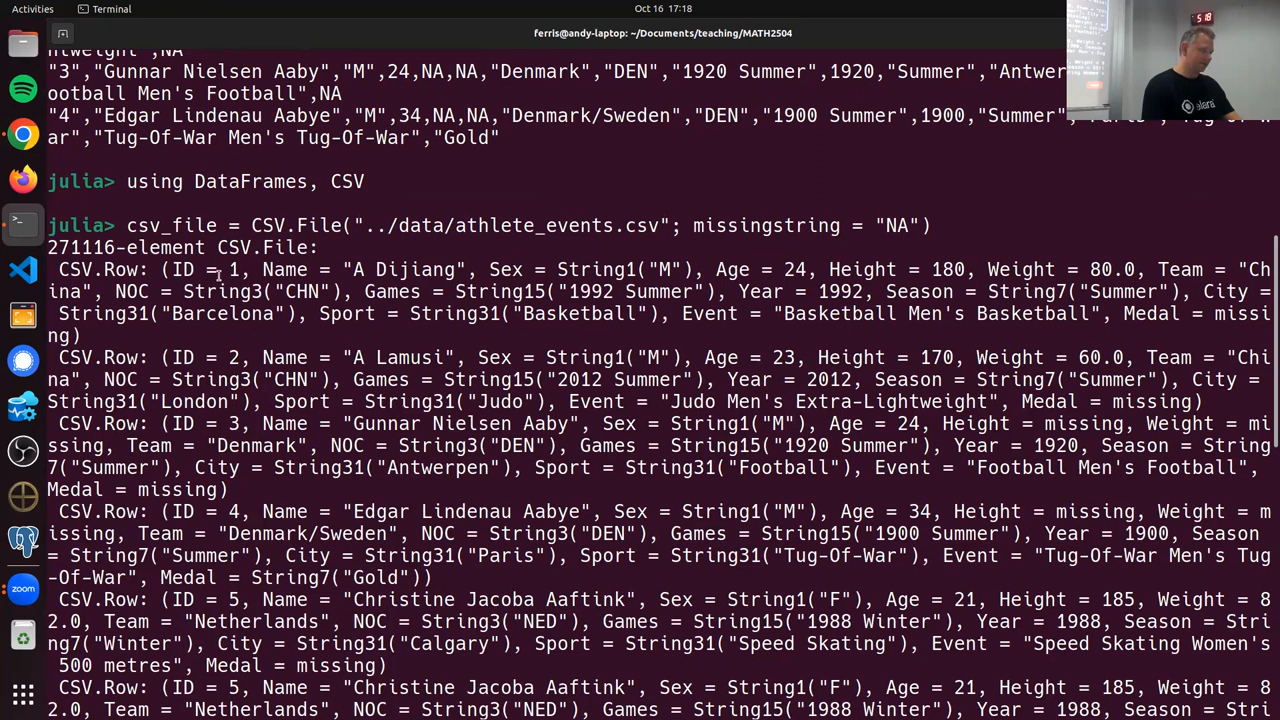 Activities
Terminal
Oct 16 17:18
ferris@andy-laptop: ~/Documents/teaching/MATH2504
5 18
htweight",NA
"3","Gunnar Nielsen Aaby","M",24,NA,NA,"Denmark","DEN","1920 Summer",1920,"Summer","Antwer
ootball Men's Football",NA
"4","Edgar Lindenau Aabye","M",34,NA,NA,"Denmark/Sweden","DEN","1900 Summer",1900,"Summer",
ar","Tug-Of-War Men's Tug-Of-War","Gold"
julia> using DataFrames, CSV
julia> csv_file = CSV.File("../data/athlete_events.csv"; missingstring = "NA")
271116-element CSV.File:
CSV.Row: (ID = 1, Name = "A Dijiang", Sex = String1("M"), Age = 24, Height = 180, Weight = 80.0, Team = "Ch
ina", NOC = String3("CHN"), Games = String15("1992 Summer"), Year = 1992, Season = String7("Summer"), City =
String31("Barcelona"), Sport = String31("Basketball"), Event = "Basketball Men's Basketball", Medal = missi
ng)
CSV.Row: (ID = 2, Name = "A Lamusi", Sex = String1("M"), Age = 23, Height = 170, Weight = 60.0, Team = "Chi
na", NOC = String3("CHN"), Games = String15("2012 Summer"), Year = 2012, Season = String7("Summer"), City =
String31("London"), Sport = String31("Judo"), Event = "Judo Men's Extra-Lightweight", Medal = missing)
CSV.Row: (ID = 3, Name = "Gunnar Nielsen Aaby", Sex = String1("M"), Age = 24, Height = missing, Weight = mi
ssing, Team = "Denmark", NOC = String3("DEN"), Games = String15("1920 Summer"), Year = 1920, Season = String
7("Summer"), City = String31("Antwerpen"), Sport = String31("Football"), Event = "Football Men's Football",
Medal = missing)
CSV.Row: (ID = 4, Name = "Edgar Lindenau Aabye", Sex = String1("M"), Age = 34, Height = missing, Weight = m
issing, Team = "Denmark/Sweden", NOC = String3("DEN"), Games = String15("1900 Summer"), Year = 1900, Season
= String7("Summer"), City = String31("Paris"), Sport = String31("Tug-Of-War"), Event = "Tug-Of-War Men's Tug
-Of-War", Medal = String7("Gold"))
CSV.Row: (ID = 5, Name = "Christine Jacoba Aaftink", Sex = String1("F"), Age = 21, Height = 185, Weight = 8
2.0, Team = "Netherlands", NOC = String3("NED"), Games = String15("1988 Winter"), Year = 1988, Season = Stri
ng7("Winter"), City = String31("Calgary"), Sport = String31("Speed Skating"), Event = "Speed Skating Women's
500 metres", Medal = missing)
CSV.Row: (ID = 5, Name = "Christine Jacoba Aaftink", Sex = String1("F"), Age = 21, Height = 185, Weight = 8
2.0, Team = "Netherlands", NOC = String3("NED"), Games = String15("1988 Winter"), Year = 1988, Season = Stri
zoom